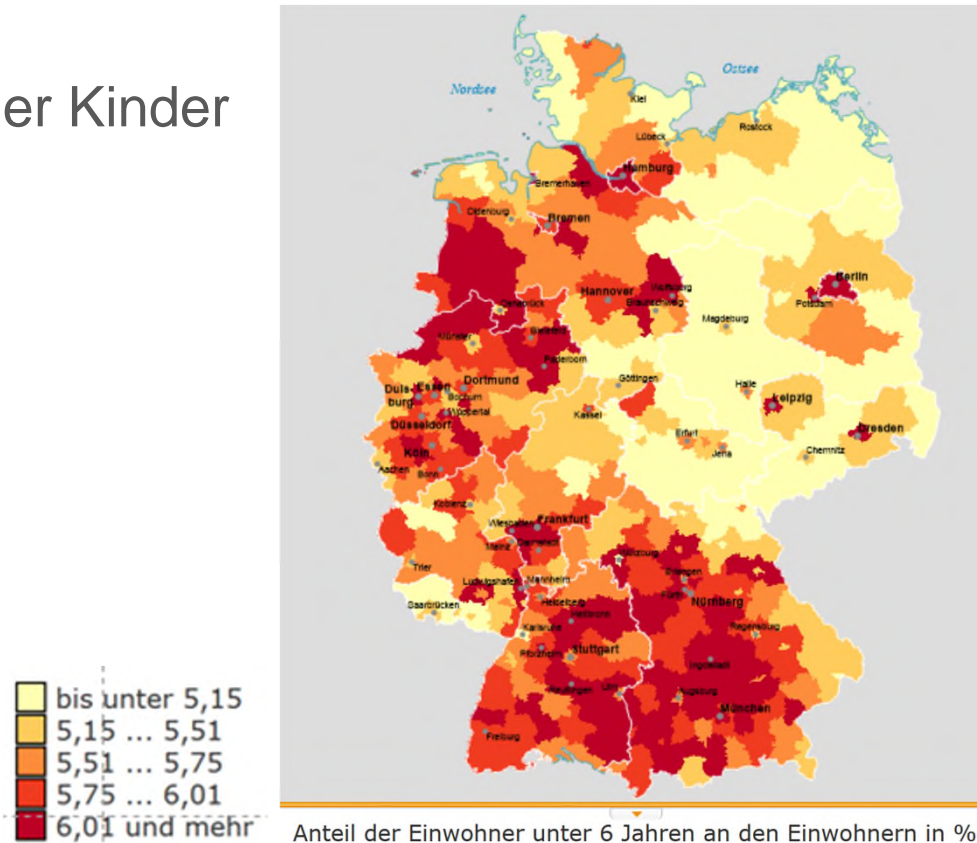 er Kinder
Nordsee
Ostsee
Kiel
Rostock
Lübeck
Hamburg
Bremerhaven
Oldenburg
Bremen
Berlin
Hannover
Wolfsburg
Potsdam
Osnabrück
Braunschweig
Magdeburg
Münster
Bielefeld
Paderborn
Göttingen
Halle
Duis-
burg
Essen
Dortmund
Bochum
Leipzig
Wuppertal
Kassel
Düsseldorf
Dresden
Erfurt
Köln
Jena
Chemnitz
Aachen
Bonn
Koblenz
Wiesbaden
Frankfurt
Mainz
Darmstadt
Würzburg
Trier
Erlangen
Ludwigshafen
Mannheim
Fürth
Nürnberg
Saarbrücken
Heidelberg
Heilbronn
Karlsruhe
Regensburg
Pforzheim
Stuttgart
Ingolstadt
Reutlingen
Ulm
Augsburg
München
Freiburg
bis unter 5,15
5,15 ... 5,51
5,51 ... 5,75
5,75 ... 6,01
6,01 und mehr
Anteil der Einwohner unter 6 Jahren an den Einwohnern in %